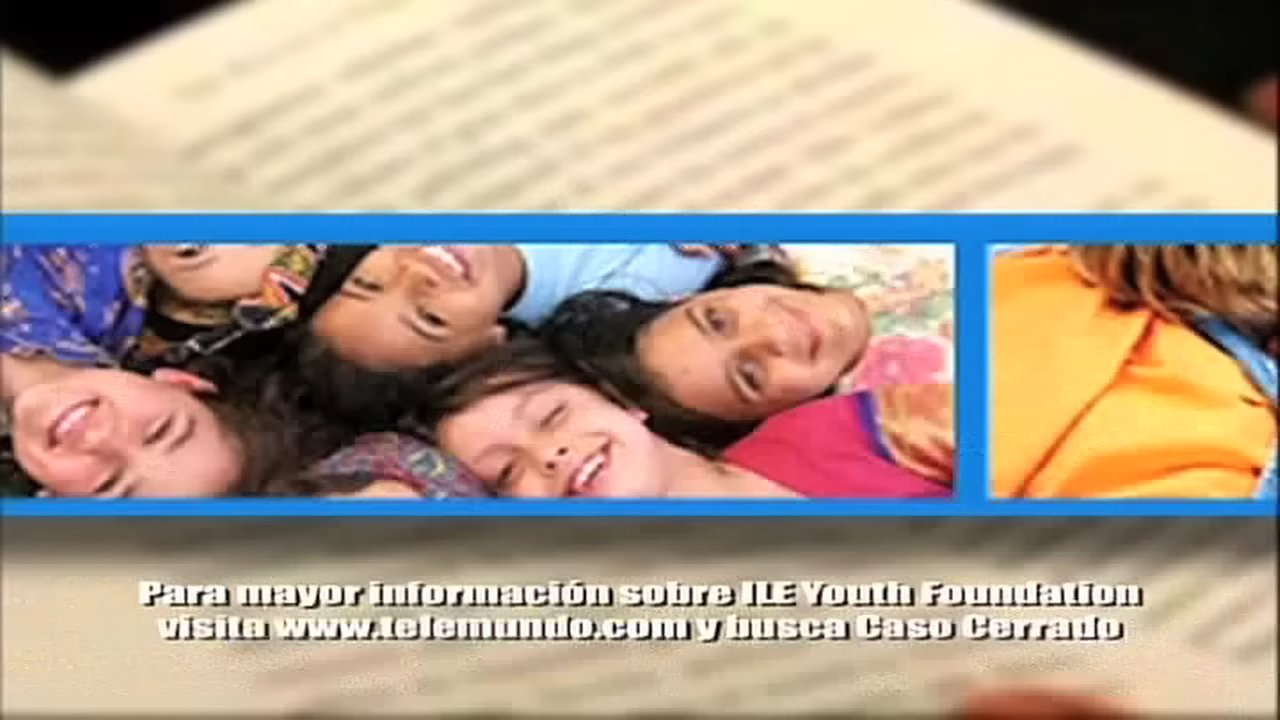 Para mayor información sobre ILE Youth Foundation
visita www.telemundo.com y busca Caso Cerrado